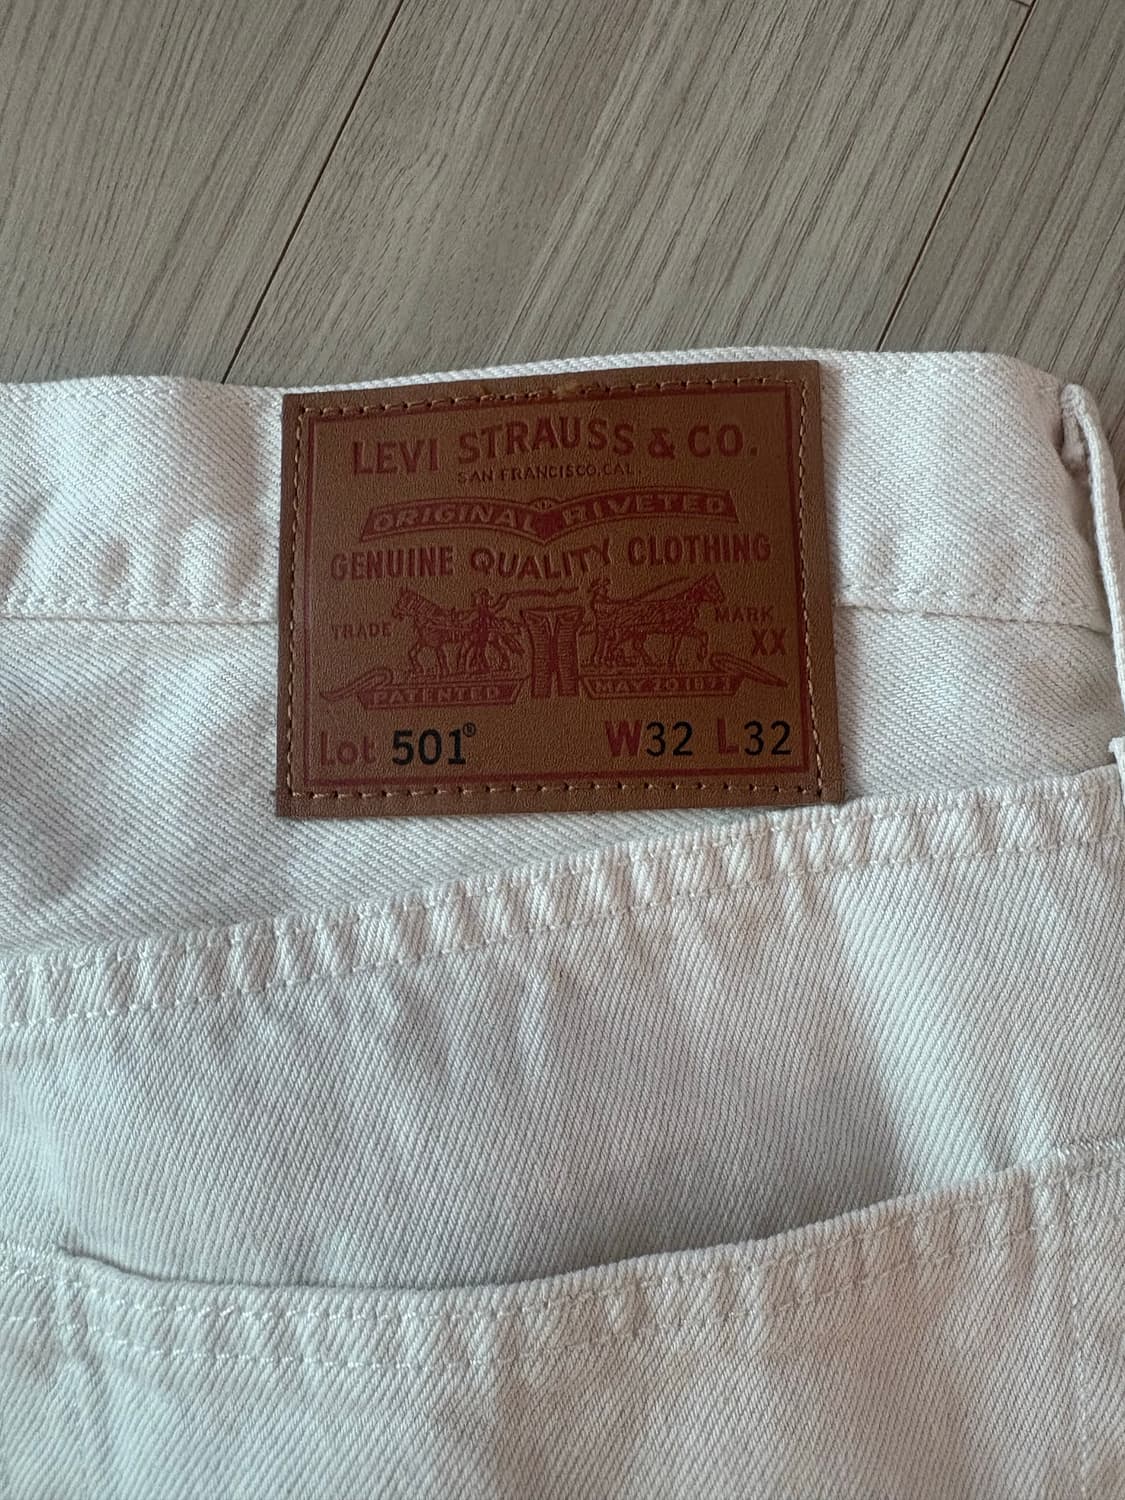 LEVI STRAUSS & CO.
SAN FRANCISCO, CAL.
ORIGINAL RIVETED
GENUINE QUALITY CLOTHING
TRADE MARK
XX
PATENTED MAY 20 1873
Lot 501® W32 L32